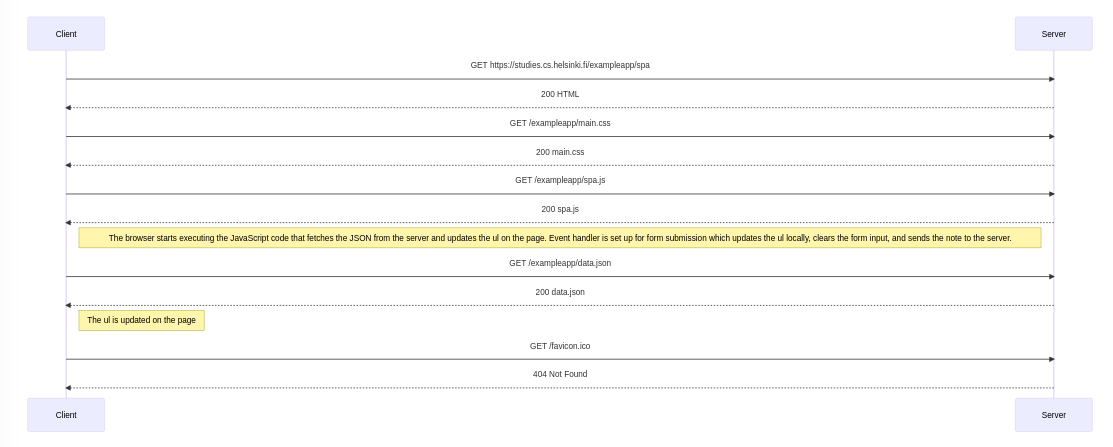 Client
Server
GET https://studies.cs.helsinki.fi/exampleapp/spa
200 HTML
GET /exampleapp/main.css
200 main.css
GET /exampleapp/spa.js
200 spa.js
The browser starts executing the JavaScript code that fetches the JSON from the server and updates the ul on the page. Event handler is set up for form submission which updates the ul locally, clears the form input, and sends the note to the server.
GET /exampleapp/data.json
200 data.json
The ul is updated on the page
GET /favicon.ico
404 Not Found
Client
Server